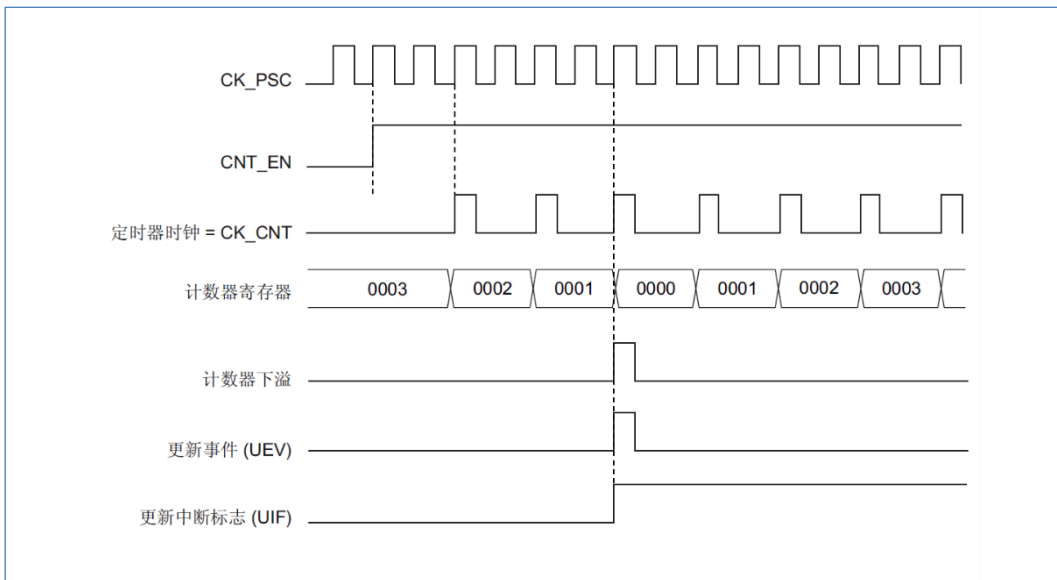 CK_PSC
CNT_EN
定时器时钟 = CK_CNT
计数器寄存器 0003 0002 0001 0000 0001 0002 0003
计数器下溢
更新事件 (UEV)
更新中断标志 (UIF)